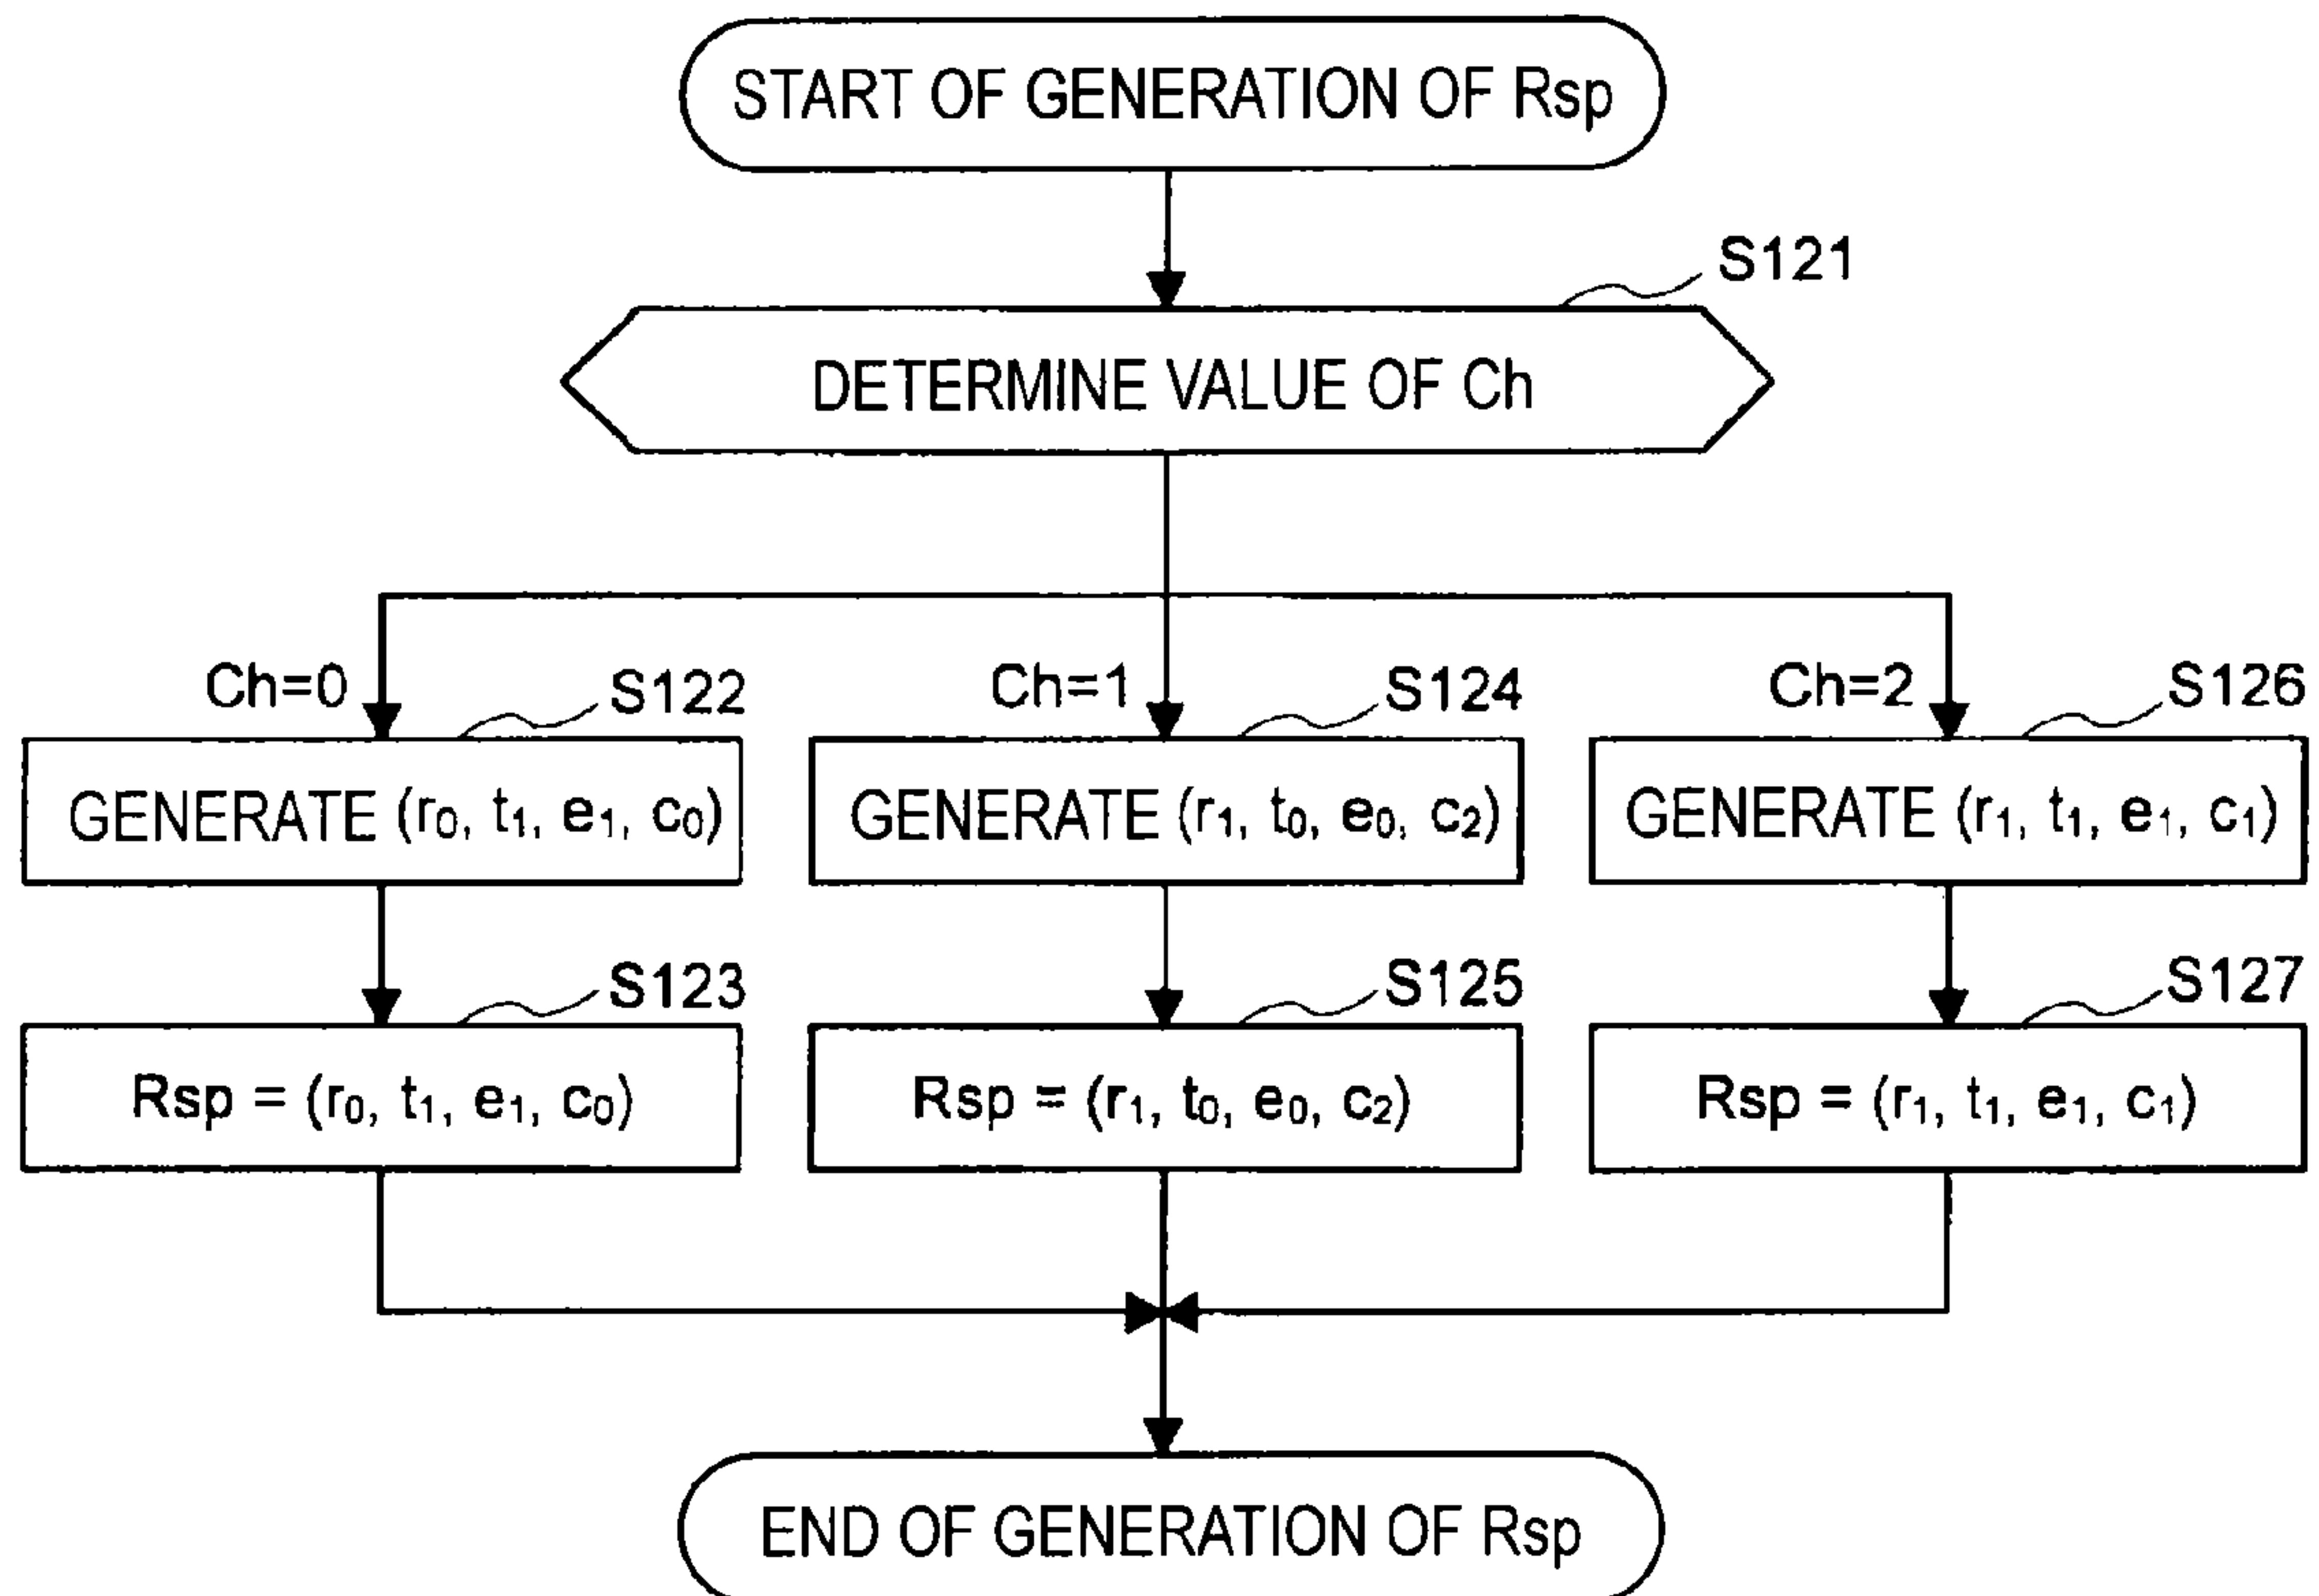 START OF GENERATION OF Rsp
S121
DETERMINE VALUE OF Ch
Ch=0
S122
Ch=1
S124
Ch=2
S126
GENERATE (r₀, t₁, e₁, c₀)
GENERATE (r₁, t₀, e₀, c₂)
GENERATE (r₁, t₁, e₁, c₁)
S123
S125
S127
Rsp = (r₀, t₁, e₁, c₀)
Rsp = (r₁, t₀, e₀, c₂)
Rsp = (r₁, t₁, e₁, c₁)
END OF GENERATION OF Rsp